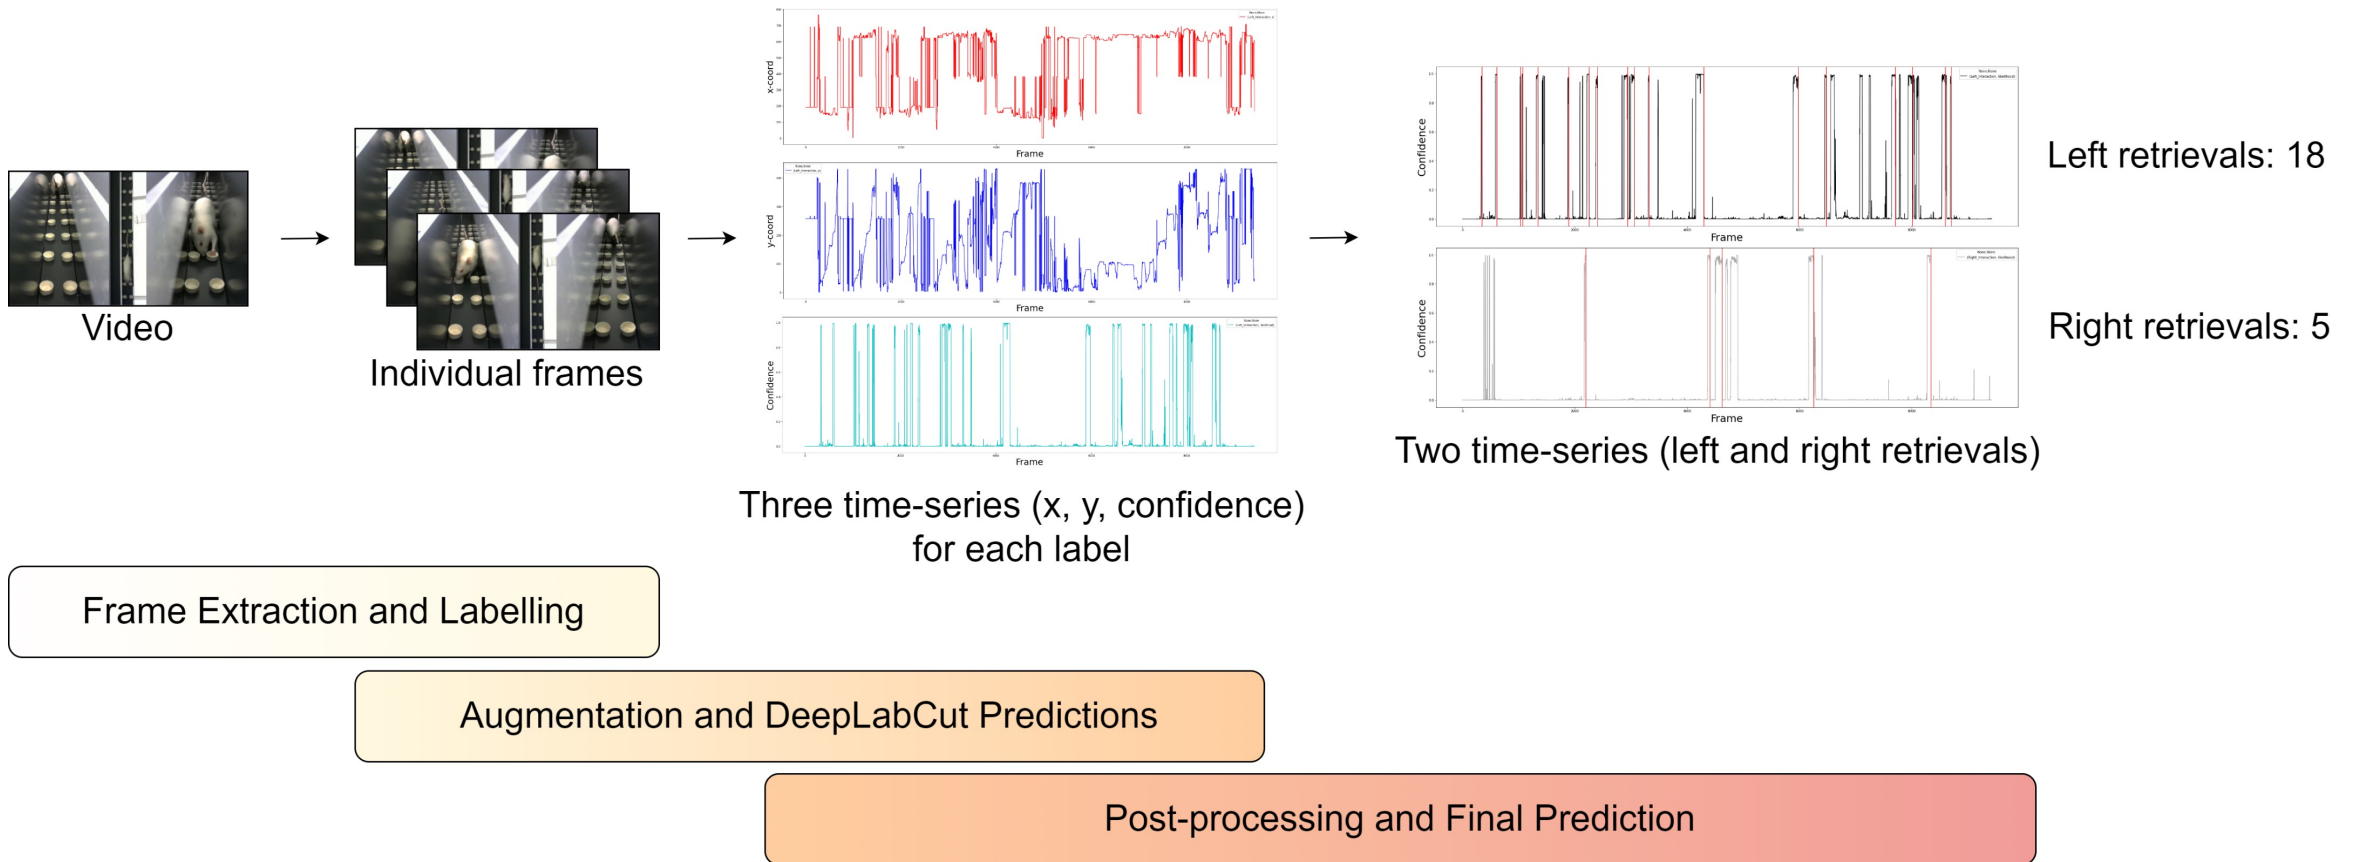 x-coord
Frame
y-coord
Frame
Confidence
Frame
Confidence
Frame
Confidence
Frame
Left retrievals: 18
Right retrievals: 5
Video
Individual frames
Three time-series (x, y, confidence)
for each label
Two time-series (left and right retrievals)
Frame Extraction and Labelling
Augmentation and DeepLabCut Predictions
Post-processing and Final Prediction